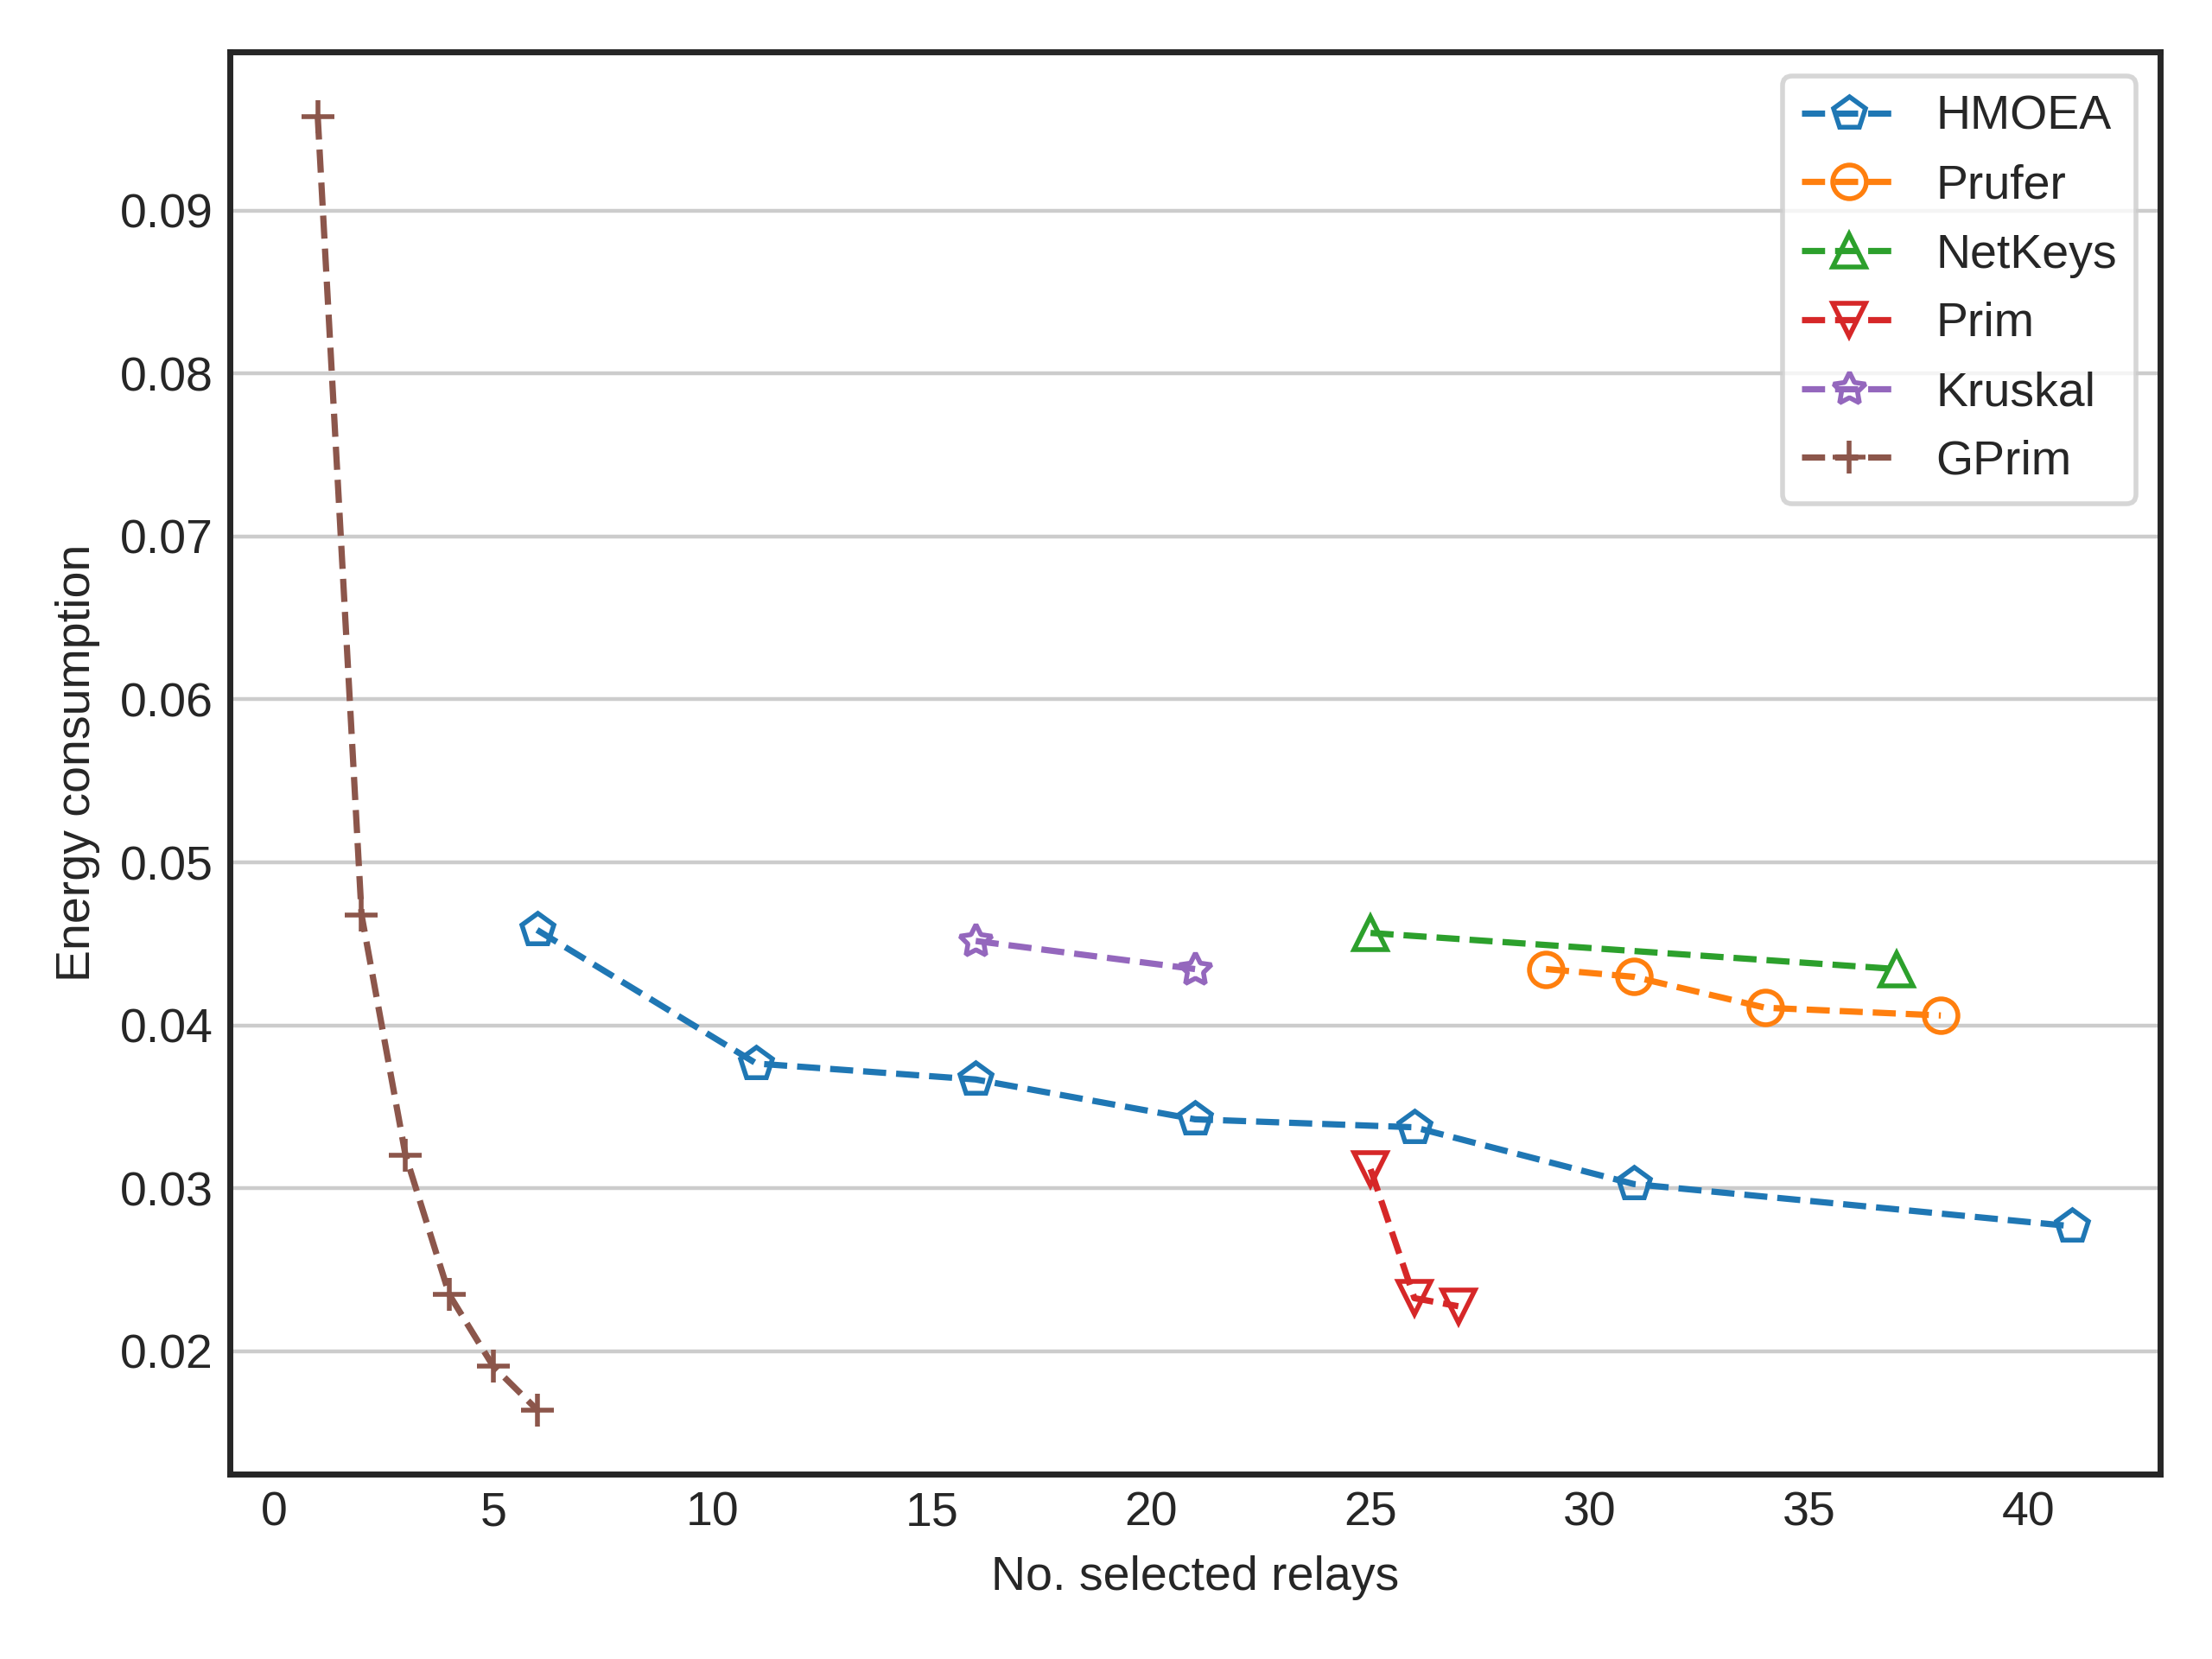 HMOEA
Prufer
NetKeys
Prim
Kruskal
GPrim
Energy consumption
0.09
0.08
0.07
0.06
0.05
0.04
0.03
0.02
0 5 10 15 20 25 30 35 40
No. selected relays